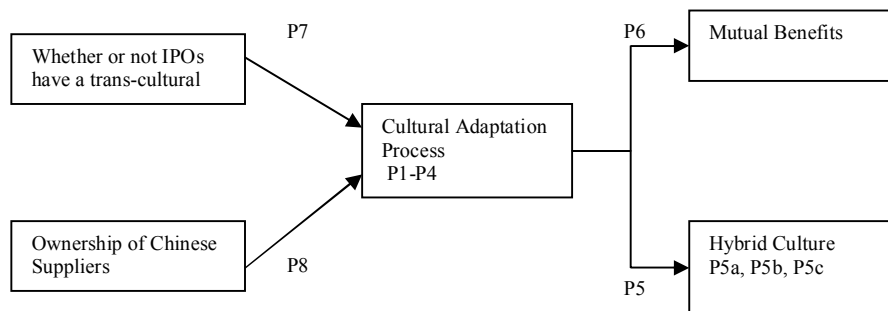 P7
Whether or not IPOs
have a trans-cultural
P6
Mutual Benefits
Cultural Adaptation
Process
P1-P4
Ownership of Chinese
Suppliers
P8
Hybrid Culture
P5a, P5b, P5c
P5